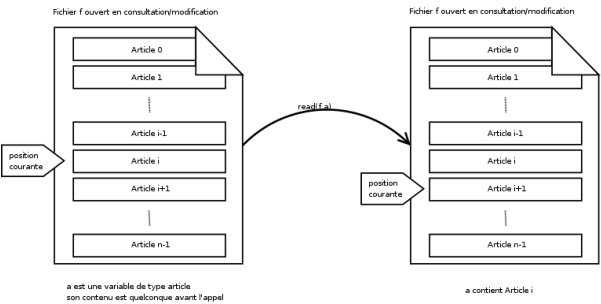 Fichier f ouvert en consultation/modification
Article 0
Article 1
Article i-1
position
courante
Article i
Article i+1
Article n-1
a est une variable de type article
son contenu est quelconque avant l'appel
read(f,a)
Fichier f ouvert en consultation/modification
Article 0
Article 1
Article i-1
Article i
position
courante
Article i+1
Article n-1
a contient Article i